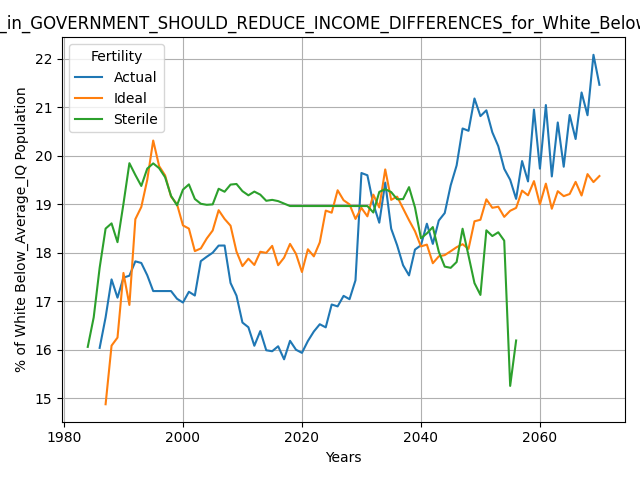 _in_GOVERNMENT_SHOULD_REDUCE_INCOME_DIFFERENCES_for_White_Below
Fertility
Actual
Ideal
Sterile
% of White Below_Average_IQ Population
22
21
20
19
18
17
16
15
1980
2000
2020
2040
2060
Years